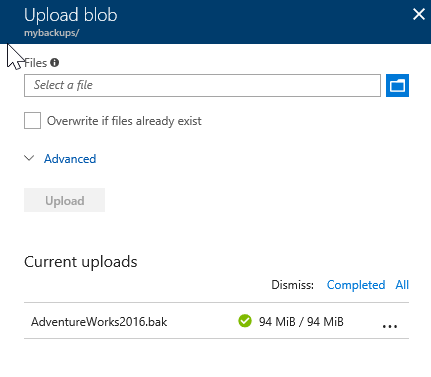 Upload blob
mybackups/
Files
Select a file
Overwrite if files already exist
Advanced
Upload
Current uploads
Dismiss: Completed All
AdventureWorks2016.bak 94 MiB / 94 MiB ...